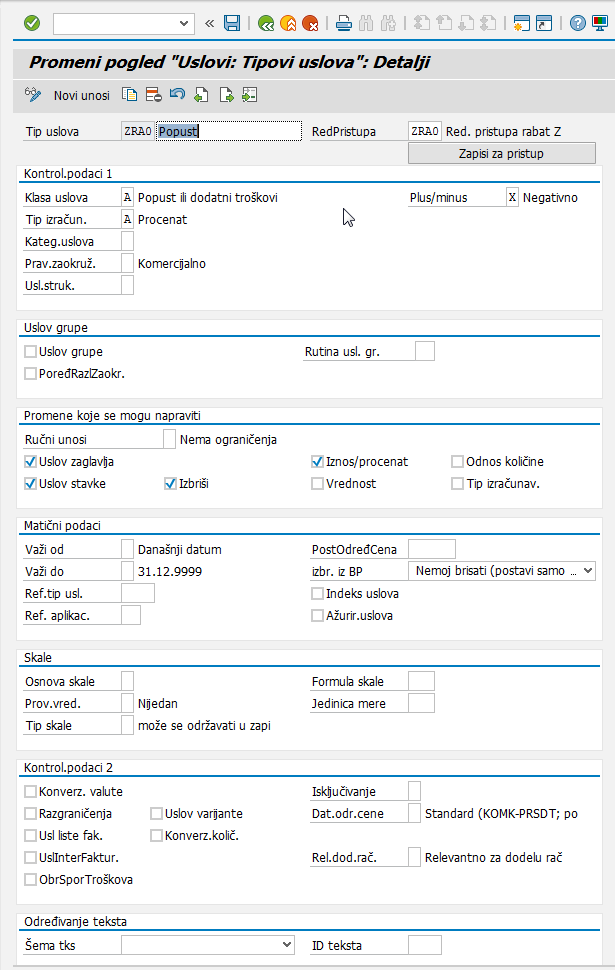 Promeni pogled "Uslovi: Tipovi uslova": Detalji
Novi unosi
Tip uslova ZRA0 Popust RedPristupa ZRA0 Red. pristupa rabat Z
Zapisi za pristup
Kontrol.podaci 1
Klasa uslova A Popust ili dodatni troškovi Plus/minus X Negativno
Tip izračun. A Procenat
Kateg.uslova
Prav.zaokruž. Komercijalno
Usl.struk.
Uslov grupe
Uslov grupe Rutina usl. gr.
PoređRazlZaokr.
Promene koje se mogu napraviti
Ručni unosi Nema ograničenja
Uslov zaglavlja Iznos/procenat Odnos količine
Uslov stavke Izbriši Vrednost Tip izračunav.
Matični podaci
Važi od Današnji datum PostOdređCena
Važi do 31.12.9999 izbr. iz BP Nemoj brisati (postavi samo ...
Ref.tip usl. Indeks uslova
Ref. aplikac. Ažurir.uslova
Skale
Osnova skale Formula skale
Prov.vred. Nijedan Jedinica mere
Tip skale može se održavati u zapi
Kontrol.podaci 2
Konverz. valute Isključivanje
Razgraničenja Uslov varijante Dat.odr.cene Standard (KOMK-PRSDT; po
Usl liste fak. Konverz.količ.
UslInterFaktur. Rel.dod.rač. Relevantno za dodelu rač
ObrSporTroškova
Određivanje teksta
Šema tks ID teksta